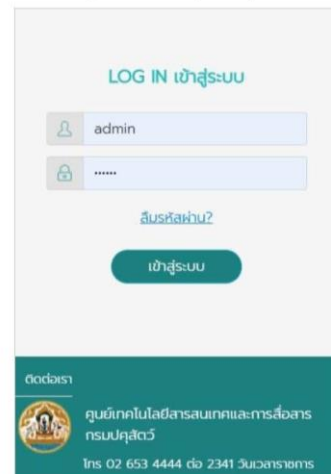 LOG IN เข้าสู่ระบบ
admin
••••••
ลืมรหัสผ่าน?
เข้าสู่ระบบ
ติดต่อเรา
ศูนย์เทคโนโลยีสารสนเทศและการสื่อสาร
กรมปศุสัตว์
โทร 02 653 4444 ต่อ 2341 วันเวลาราชการ